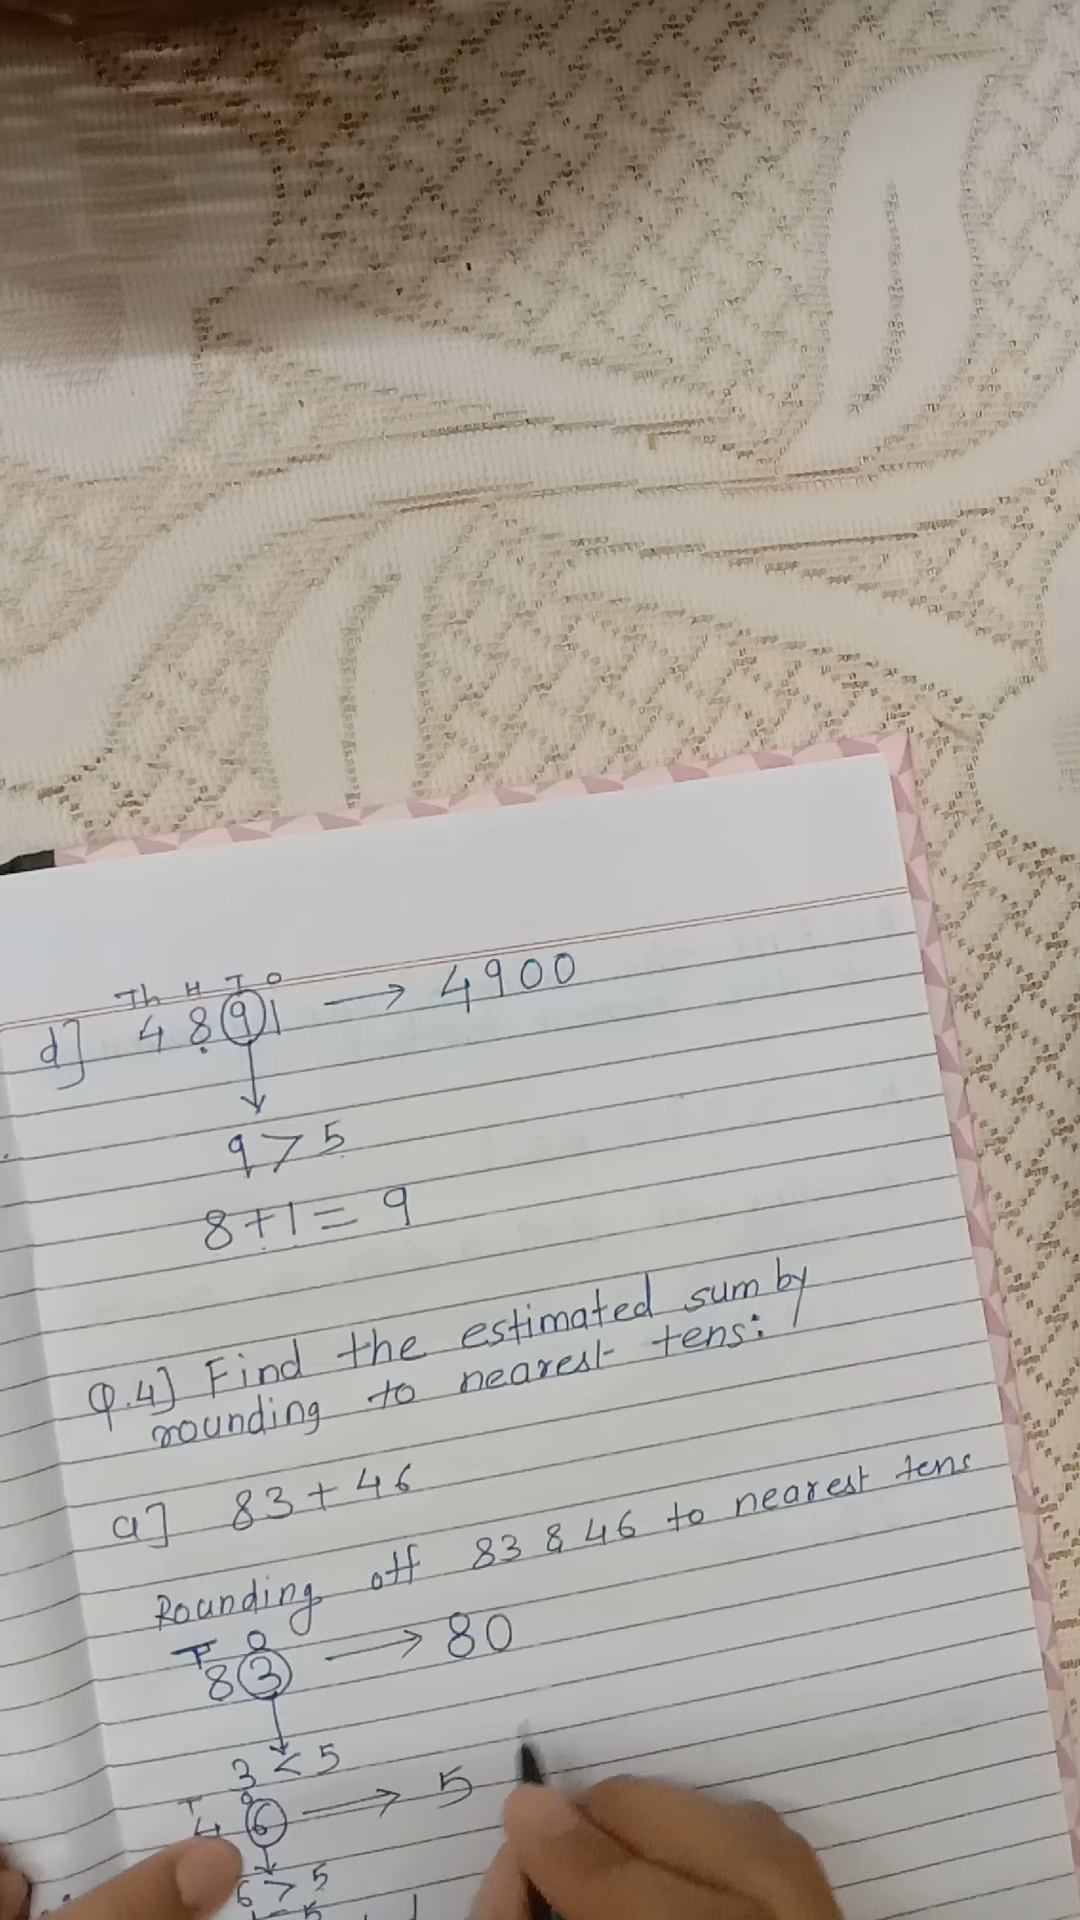 Th H T O
d] 4 8 9 1 → 4900
9 > 5
8 + 1 = 9
Q.4] Find the estimated sum by
rounding to nearest tens:
a] 83 + 46
Rounding off 83 & 46 to nearest tens
T O
8 3 → 80
3 < 5
T O
4 6 → 5
6 > 5